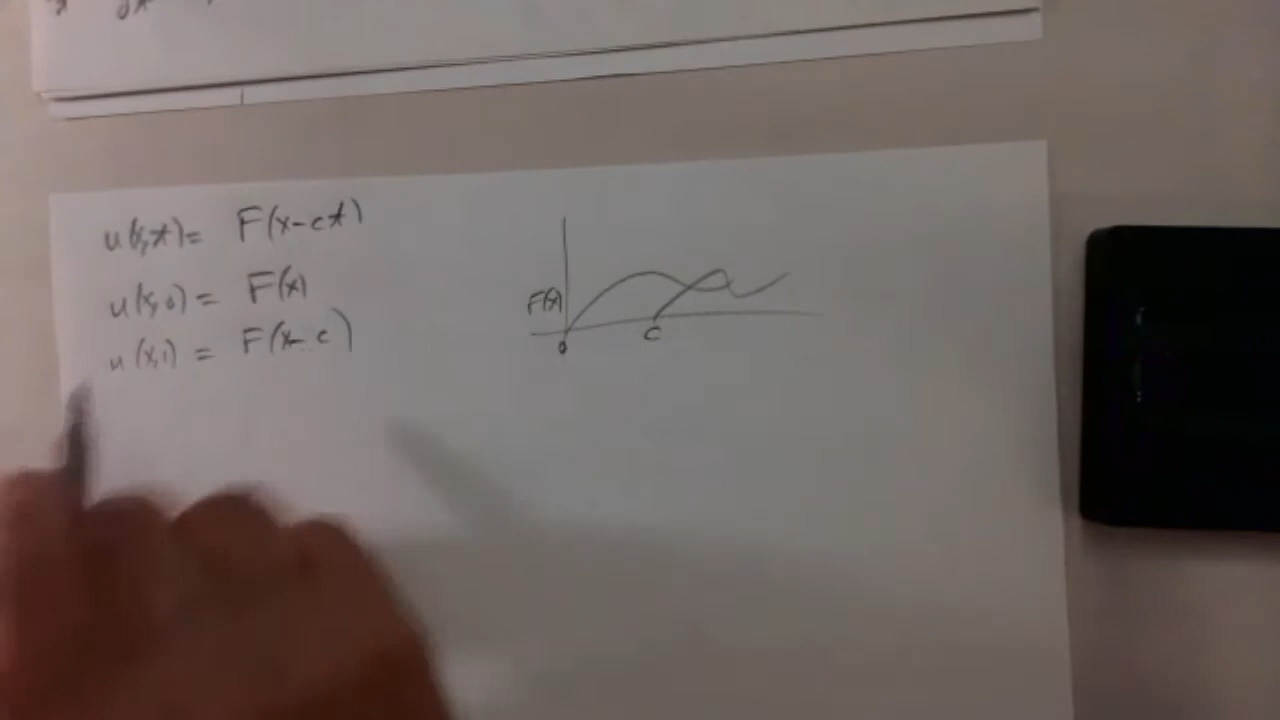 u(x,t) = F(x-ct)
u(x,0) = F(x)
u(x,1) = F(x-c)
F(x)
0
c